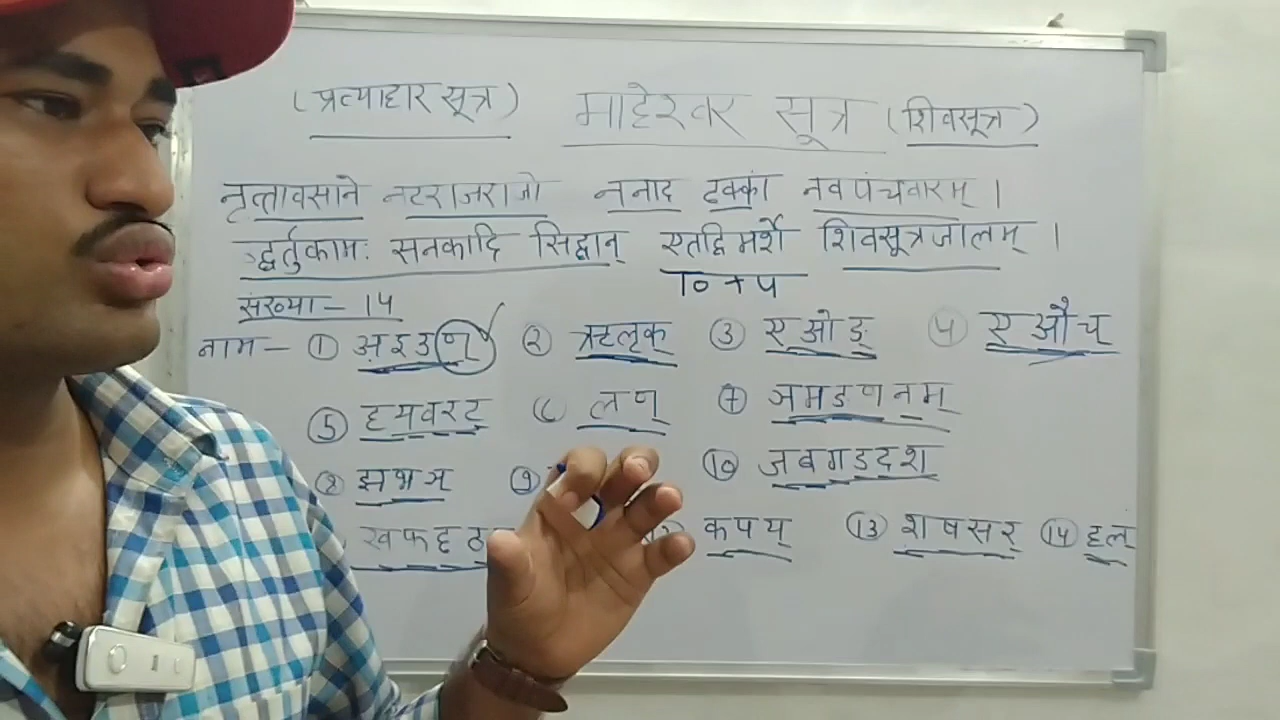 (प्रत्याहार सूत्र) माहेश्वर सूत्र (शिवसूत्र)
नृत्तावसाने नटराजराजो ननाद ढक्कां नवपंचवारम् ।
द्धर्तुकामः सनकादि सिद्धान् एतद्विमर्शे शिवसूत्रजालम् ।
संख्या - 14 10 + 4
नाम - ① अइउण् ② ऋलृक् ③ एओङ् ④ ऐऔच्
⑤ हयवरट ⑥ लण् ⑦ ञमङणनम्
⑧ झभञ ⑨ ⑩ जबगडदश
खफछठ कपय् ⑬ शषसर् ⑭ हल्